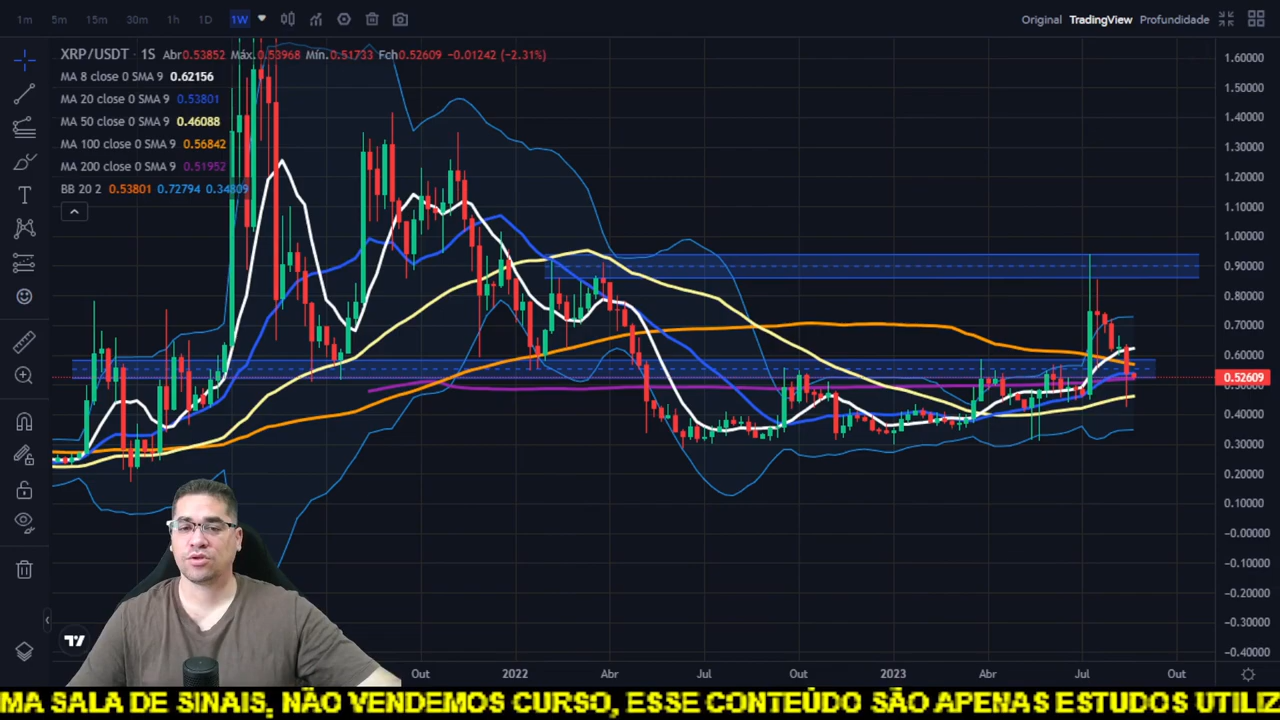 1m 5m 15m 30m 1h 1D 1W Original TradingView Profundidade
XRP/USDT · 1S Abr0.53852 Máx.0.53968 Mín.0.51733 Fch0.52609 −0.01242 (−2.31%)
MA 8 close 0 SMA 9 0.62156
MA 20 close 0 SMA 9 0.53801
MA 50 close 0 SMA 9 0.46088
MA 100 close 0 SMA 9 0.56842
MA 200 close 0 SMA 9 0.51952
BB 20 2 0.53801 0.72794 0.34809
1.60000
1.50000
1.40000
1.30000
1.20000
1.10000
1.00000
0.90000
0.80000
0.70000
0.60000
0.52609
0.40000
0.30000
0.20000
0.10000
-0.00000
-0.10000
-0.20000
-0.30000
-0.40000
Out 2022 Abr Jul Out 2023 Abr Jul Out
MA SALA DE SINAIS, NÃO VENDEMOS CURSO, ESSE CONTEÚDO SÃO APENAS ESTUDOS UTILIZ